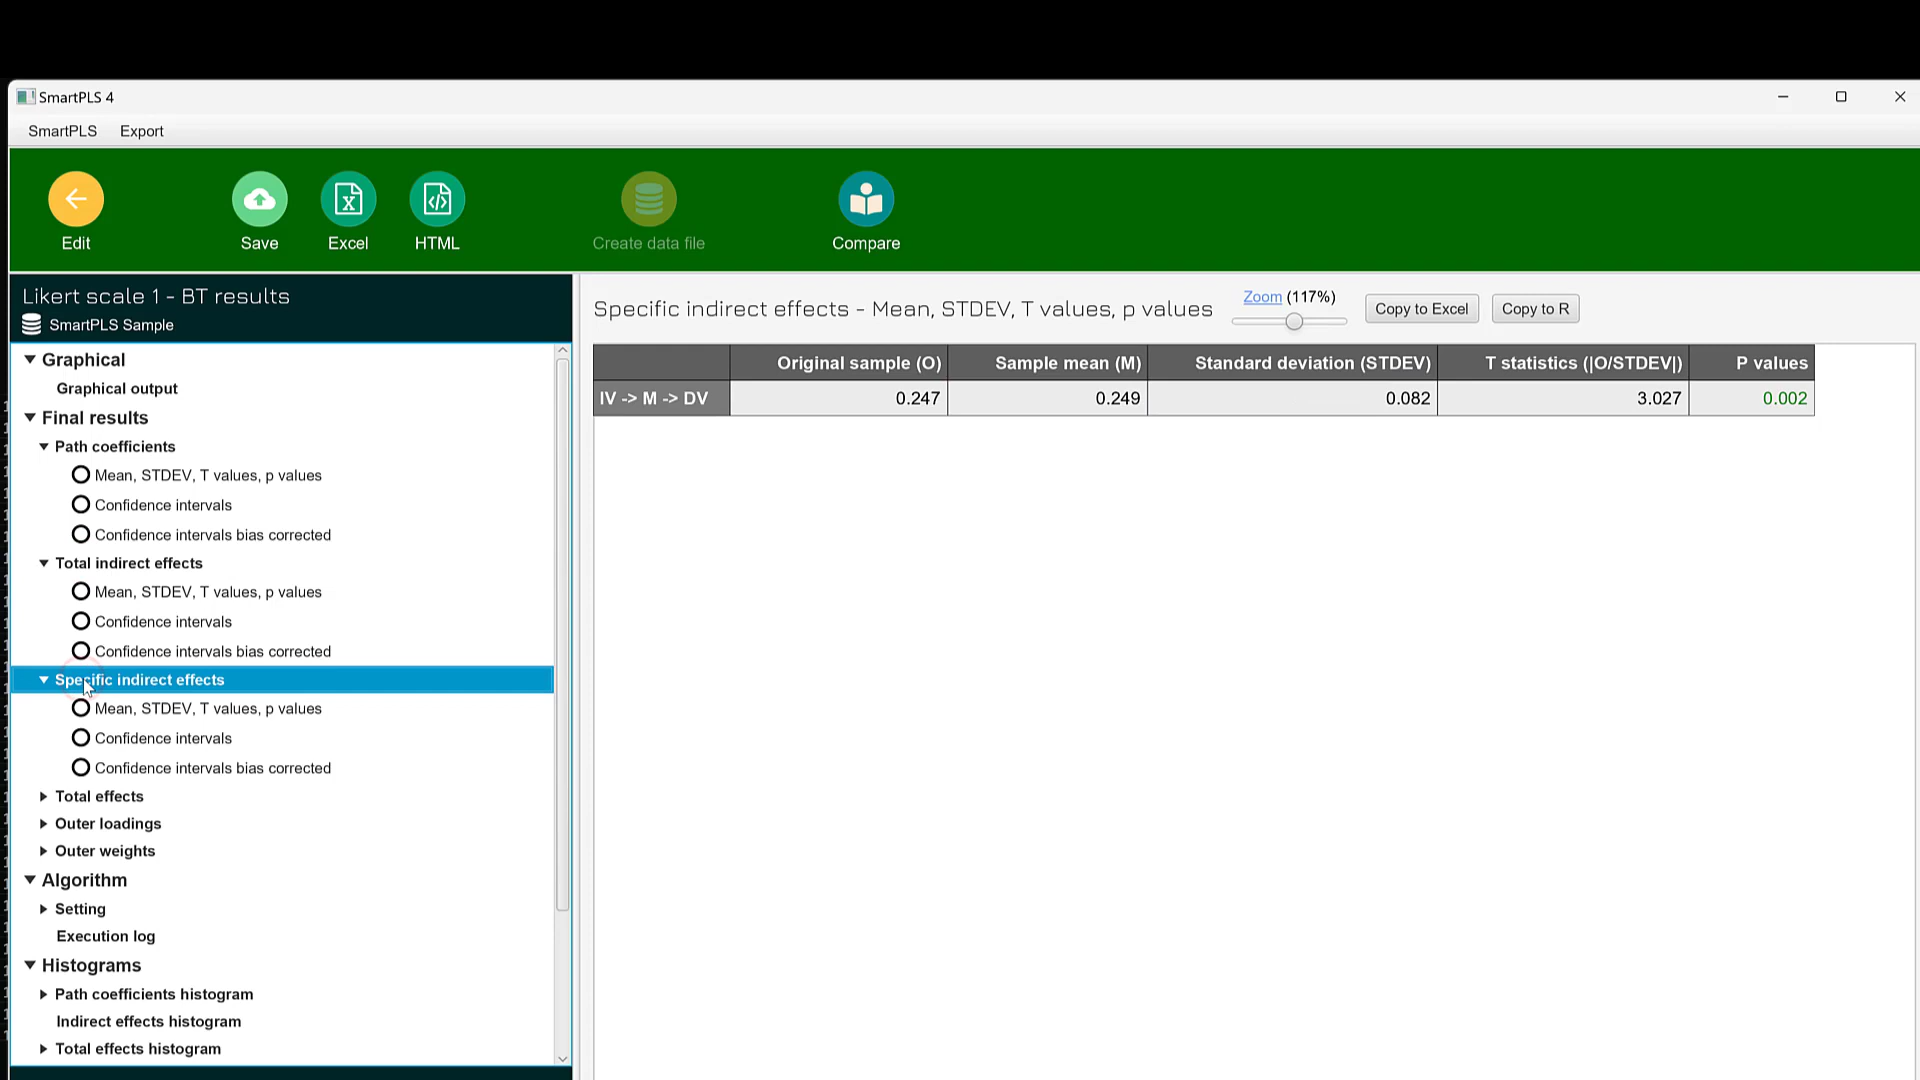 SmartPLS 4
SmartPLS Export
Edit Save Excel HTML Create data file Compare
Likert scale 1 - BT results
SmartPLS Sample
Graphical
Graphical output
Final results
Path coefficients
Mean, STDEV, T values, p values
Confidence intervals
Confidence intervals bias corrected
Total indirect effects
Mean, STDEV, T values, p values
Confidence intervals
Confidence intervals bias corrected
Specific indirect effects
Mean, STDEV, T values, p values
Confidence intervals
Confidence intervals bias corrected
Total effects
Outer loadings
Outer weights
Algorithm
Setting
Execution log
Histograms
Path coefficients histogram
Indirect effects histogram
Total effects histogram
Specific indirect effects - Mean, STDEV, T values, p values Zoom (117%) Copy to Excel Copy to R
Original sample (O) Sample mean (M) Standard deviation (STDEV) T statistics (|O/STDEV|) P values
IV -> M -> DV 0.247 0.249 0.082 3.027 0.002